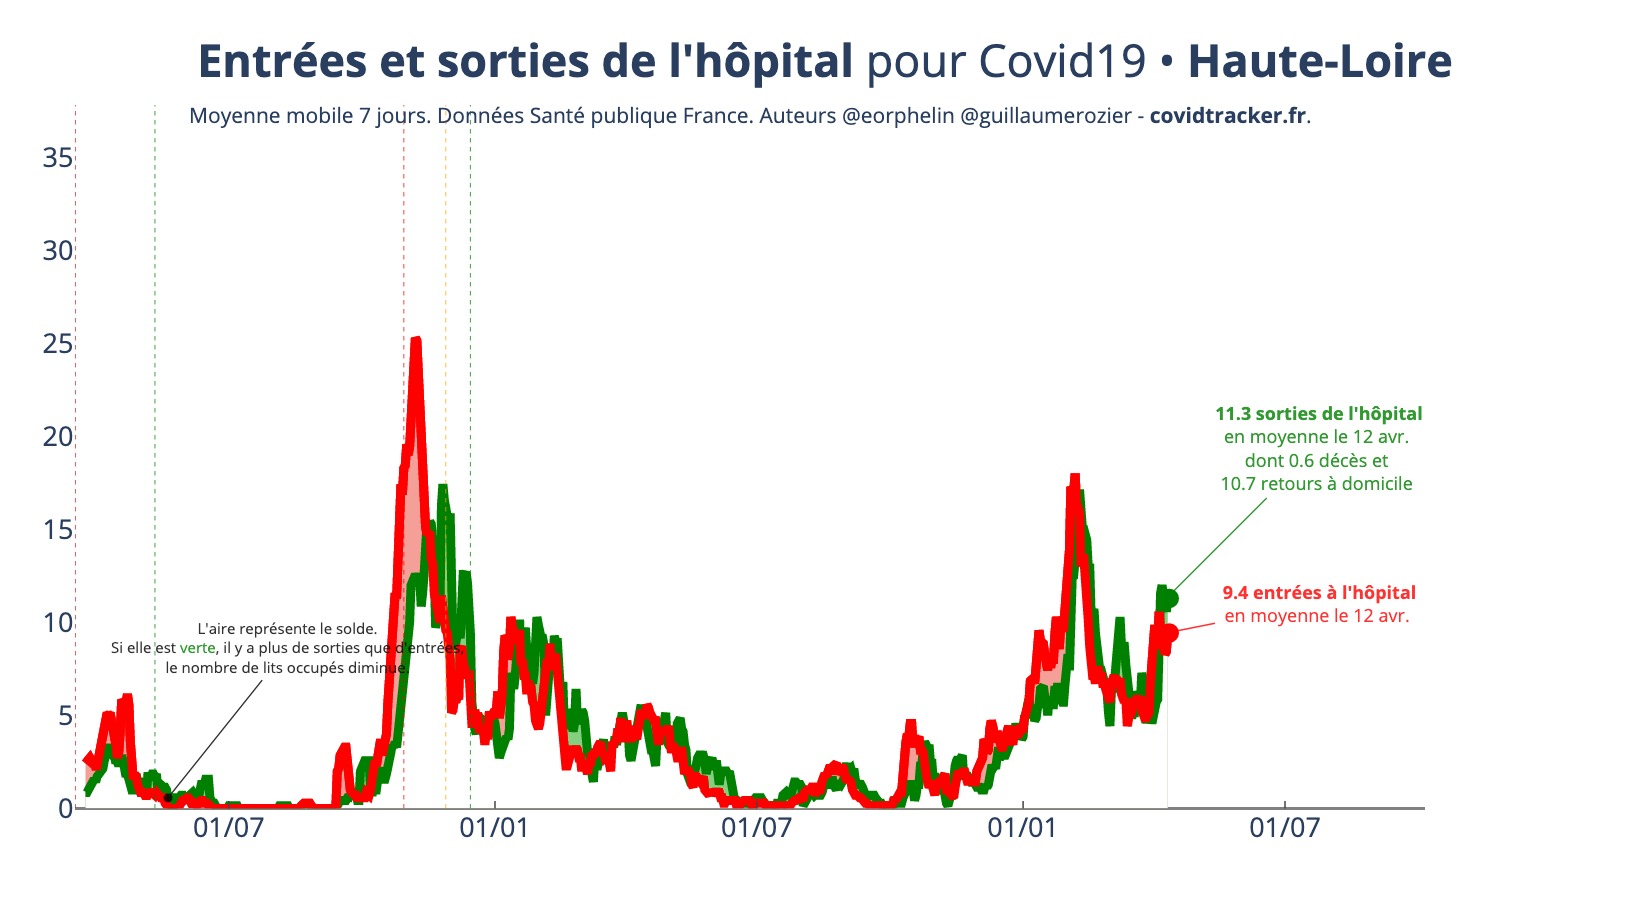 Entrées et sorties de l'hôpital pour Covid19 • Haute-Loire
Moyenne mobile 7 jours. Données Santé publique France. Auteurs @eorphelin @guillaumerozier - covidtracker.fr.
35
30
25
20
15
10
5
0
11.3 sorties de l'hôpital
en moyenne le 12 avr.
dont 0.6 décès et
10.7 retours à domicile
9.4 entrées à l'hôpital
en moyenne le 12 avr.
L'aire représente le solde.
Si elle est verte, il y a plus de sorties que d'entrées,
le nombre de lits occupés diminue.
01/07
01/01
01/07
01/01
01/07